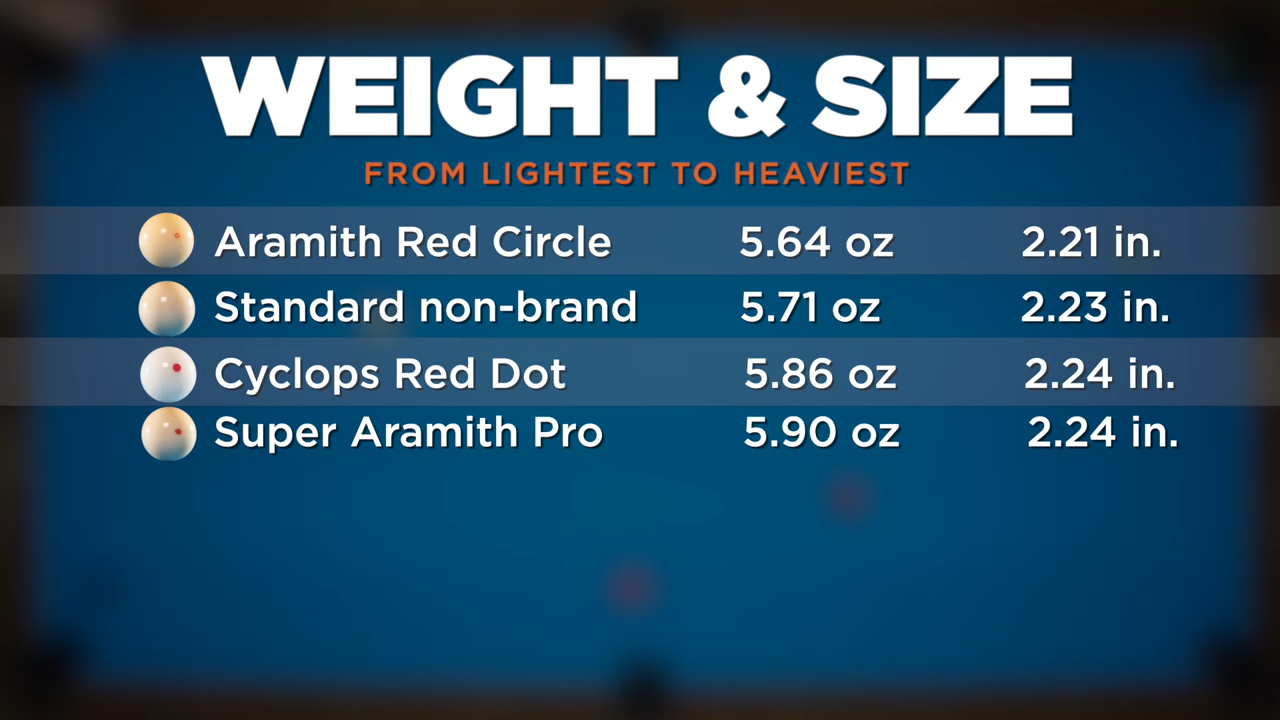 WEIGHT & SIZE
FROM LIGHTEST TO HEAVIEST
Aramith Red Circle 5.64 oz 2.21 in.
Standard non-brand 5.71 oz 2.23 in.
Cyclops Red Dot 5.86 oz 2.24 in.
Super Aramith Pro 5.90 oz 2.24 in.